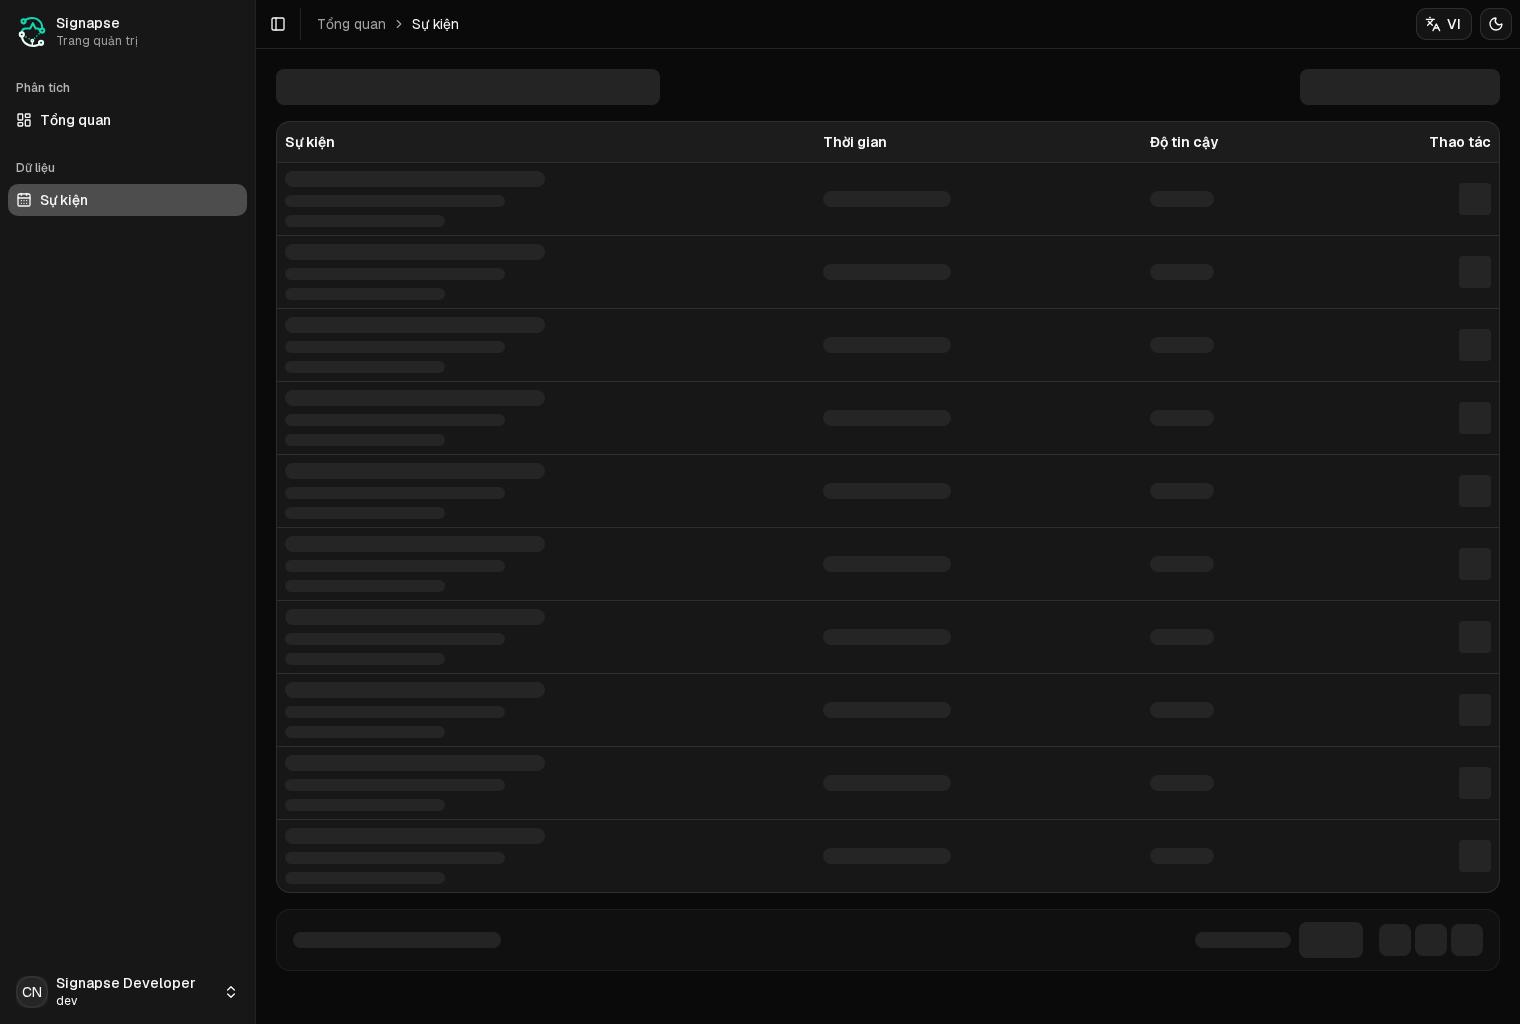 Signapse
Trang quản trị
Phân tích
Tổng quan
Dữ liệu
Sự kiện
CN
Signapse Developer
dev
Tổng quan
Sự kiện
VI
Sự kiện
Thời gian
Độ tin cậy
Thao tác